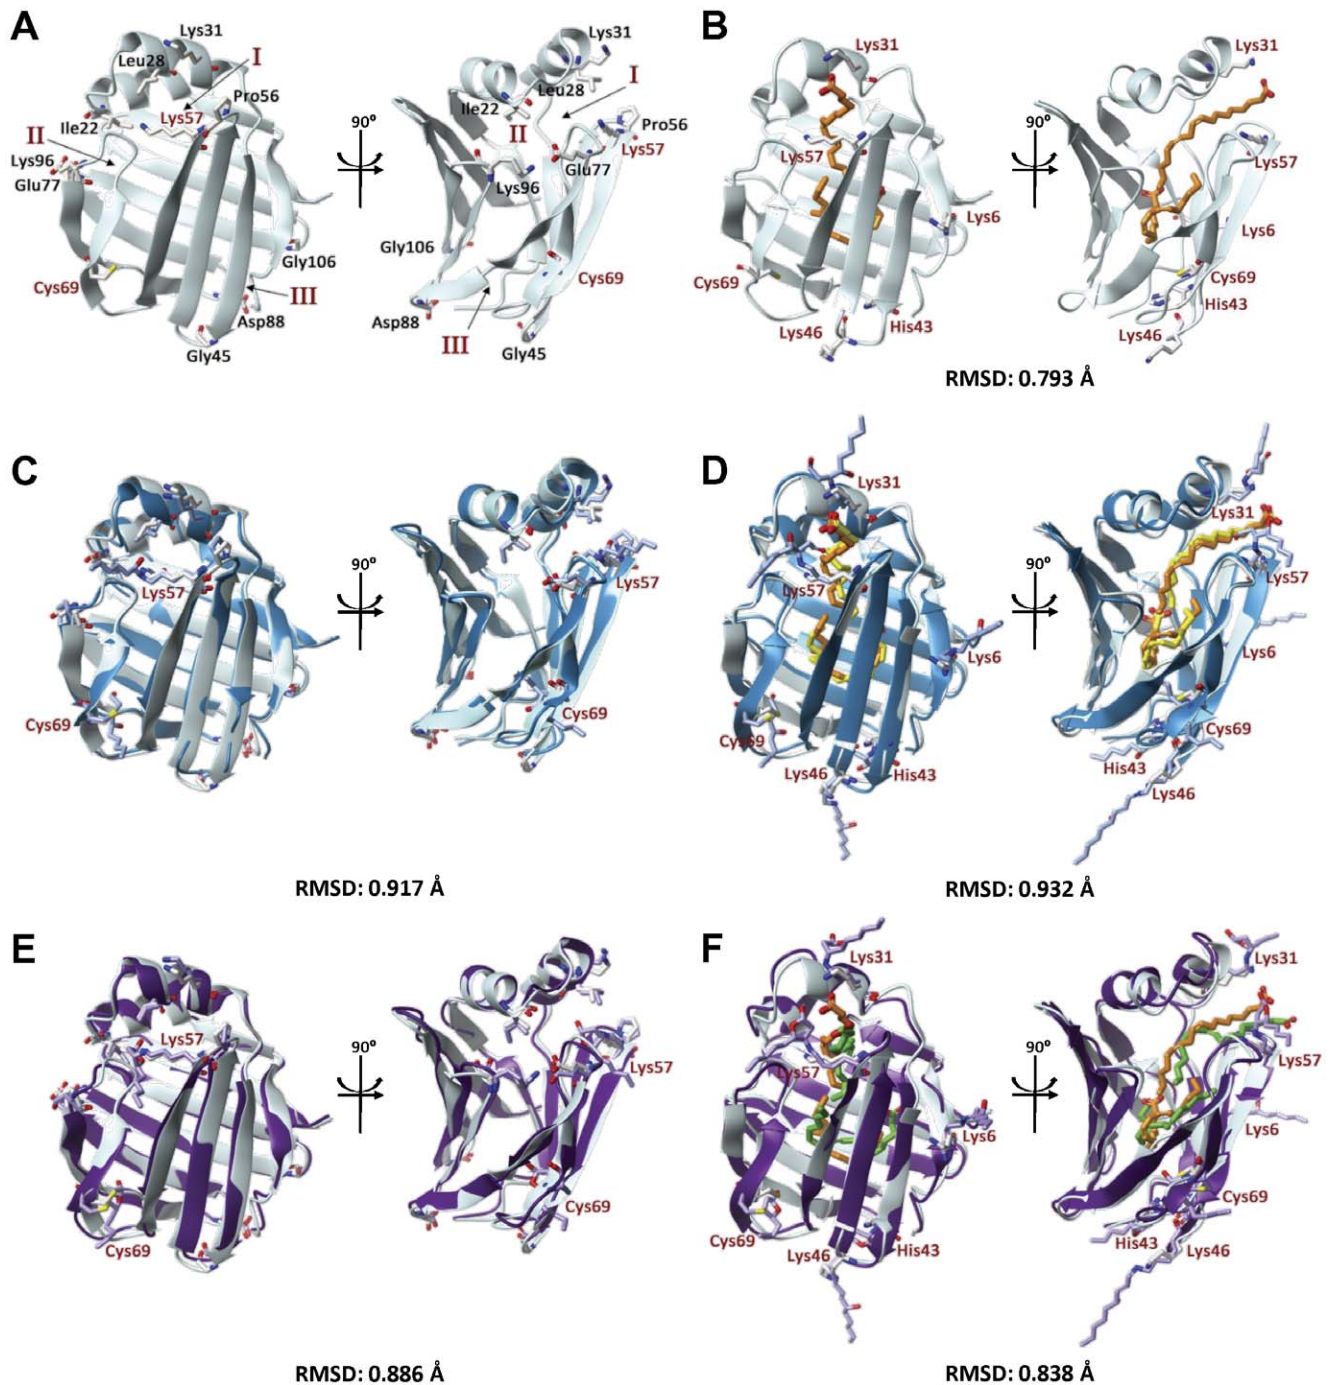 A
Lys31
Leu28
I
Pro56
Lys57
Ile22
II
Lys96
Glu77
Cys69
Gly106
III
Asp88
Gly45
90°
Lys31
Leu28
I
Ile22
II
Pro56
Lys57
Glu77
Lys96
Gly106
Cys69
Asp88
III
Gly45
B
Lys31
Lys57
Lys6
Cys69
Lys46
His43
90°
Lys31
Lys57
Lys6
Cys69
His43
Lys46
RMSD: 0.793 Å
C
Lys57
Cys69
90°
Lys57
Cys69
RMSD: 0.917 Å
D
Lys31
Lys57
Lys6
Cys69
Lys46
His43
90°
Lys31
Lys57
Lys6
Cys69
His43
Lys46
RMSD: 0.932 Å
E
Lys57
Cys69
90°
Lys57
Cys69
RMSD: 0.886 Å
F
Lys31
Lys57
Lys6
Cys69
Lys46
His43
90°
Lys31
Lys57
Lys6
Cys69
His43
Lys46
RMSD: 0.838 Å